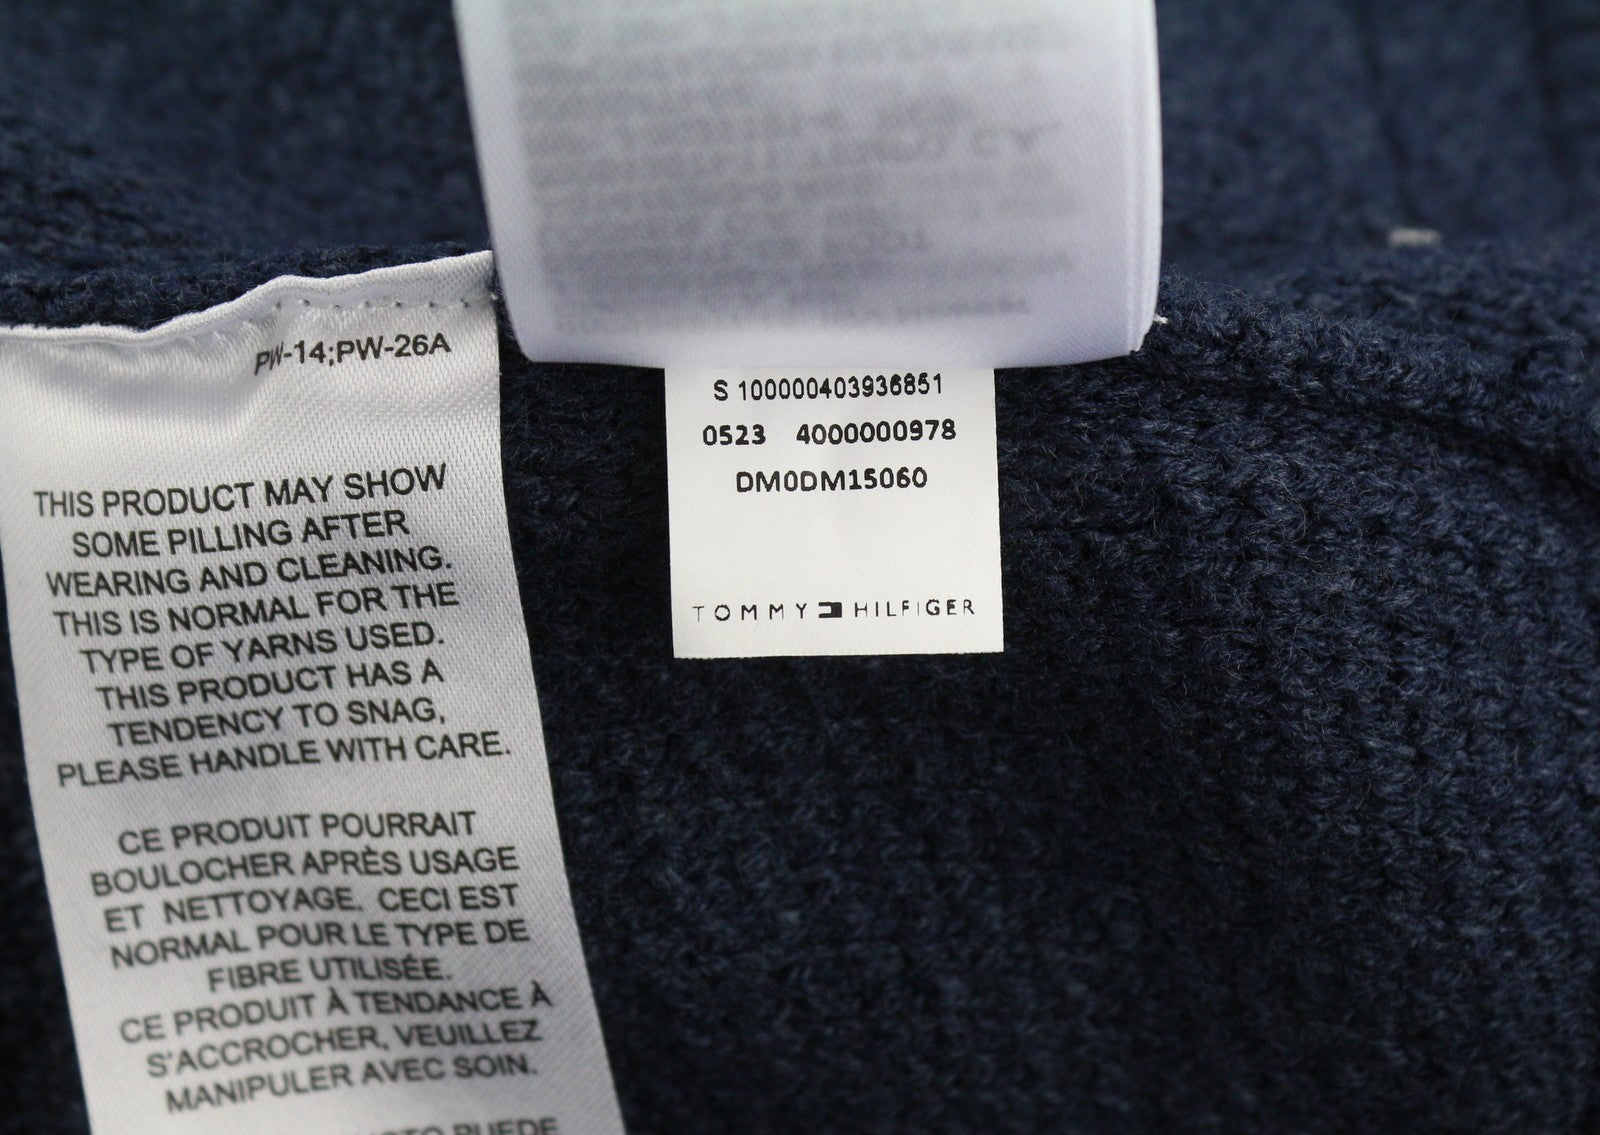 PW-14;PW-26A
THIS PRODUCT MAY SHOW
SOME PILLING AFTER
WEARING AND CLEANING.
THIS IS NORMAL FOR THE
TYPE OF YARNS USED.
THIS PRODUCT HAS A
TENDENCY TO SNAG,
PLEASE HANDLE WITH CARE.
CE PRODUIT POURRAIT
BOULOCHER APRÈS USAGE
ET NETTOYAGE. CECI EST
NORMAL POUR LE TYPE DE
FIBRE UTILISÉE.
CE PRODUIT À TENDANCE À
S'ACCROCHER, VEUILLEZ
MANIPULER AVEC SOIN.
PUEDE
S 100000403936851
0523 4000000978
DM0DM15060
TOMMY HILFIGER